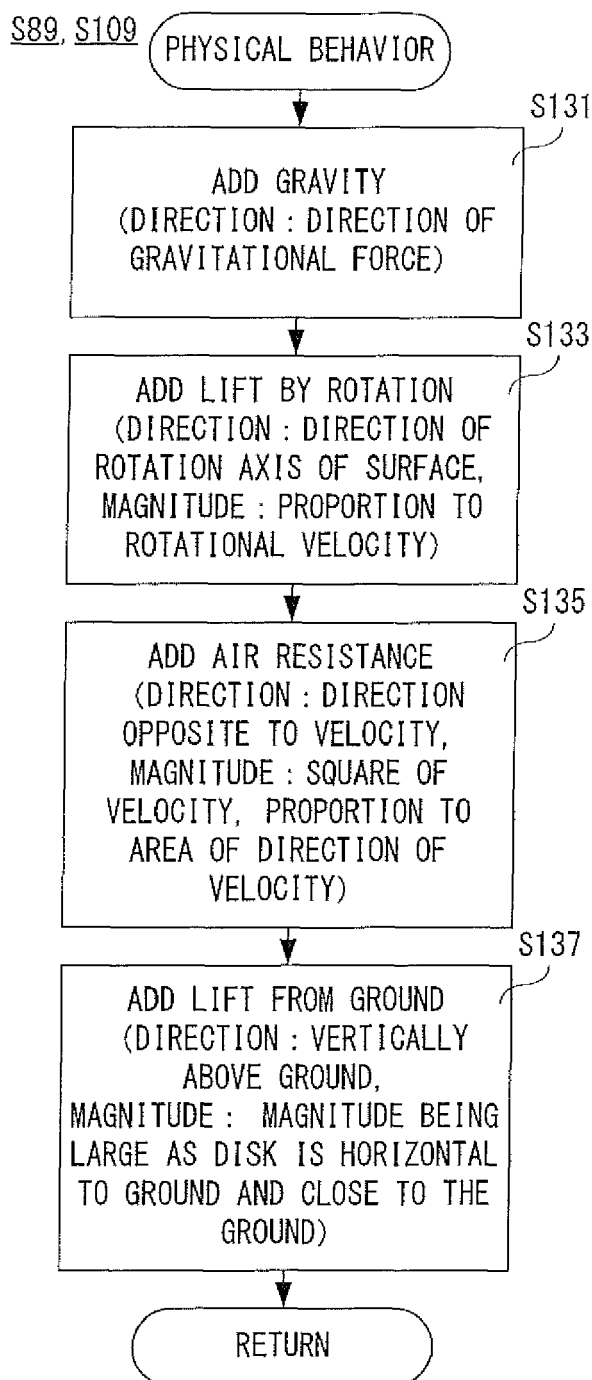 S89, S109
PHYSICAL BEHAVIOR
S131
ADD GRAVITY
(DIRECTION : DIRECTION OF
GRAVITATIONAL FORCE)
S133
ADD LIFT BY ROTATION
(DIRECTION : DIRECTION OF
ROTATION AXIS OF SURFACE,
MAGNITUDE : PROPORTION TO
ROTATIONAL VELOCITY)
S135
ADD AIR RESISTANCE
(DIRECTION : DIRECTION
OPPOSITE TO VELOCITY,
MAGNITUDE : SQUARE OF
VELOCITY, PROPORTION TO
AREA OF DIRECTION OF
VELOCITY)
S137
ADD LIFT FROM GROUND
(DIRECTION : VERTICALLY
ABOVE GROUND,
MAGNITUDE : MAGNITUDE BEING
LARGE AS DISK IS HORIZONTAL
TO GROUND AND CLOSE TO THE
GROUND)
RETURN